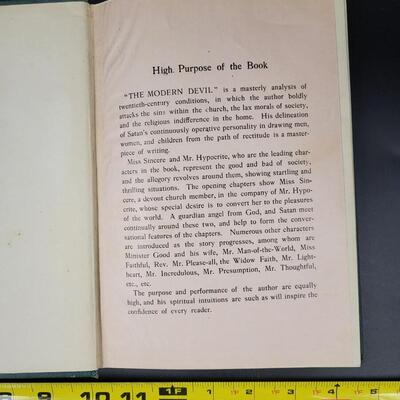 High Purpose of the Book
"THE MODERN DEVIL" is a masterly analysis of
twentieth-century conditions, in which the author boldly
attacks the sins within the church, the lax morals of society,
and the religious indifference in the home. His delineation
of Satan's continuously operative personality in drawing men,
women, and children from the path of rectitude is a master-
piece of writing.
Miss Sincere and Mr. Hypocrite, who are the leading char-
acters in the book, represent the good and bad of society,
and the allegory revolves around them, showing startling and
thrilling situations. The opening chapters show Miss Sin-
cere, a devout church member, in the company of Mr. Hypo-
crite, whose special desire is to convert her to the pleasures
of the world. A guardian angel from God, and Satan meet
continually around these two, and help to form the conver-
national features of the chapters. Numerous other characters
are introduced as the story progresses, among whom are
Minister Good and his wife, Mr. Man-of-the-World, Miss
Faithful, Rev. Mr. Please-all, the Widow Faith, Mr. Light-
heart, Mr. Incredulous, Mr. Presumption, Mr. Thoughtful,
etc., etc.
The purpose and performance of the author are equally
high, and his spiritual intuitions are such as will inspire the
confidence of every reader.
9 10 11 1F 1 2 3 4 5